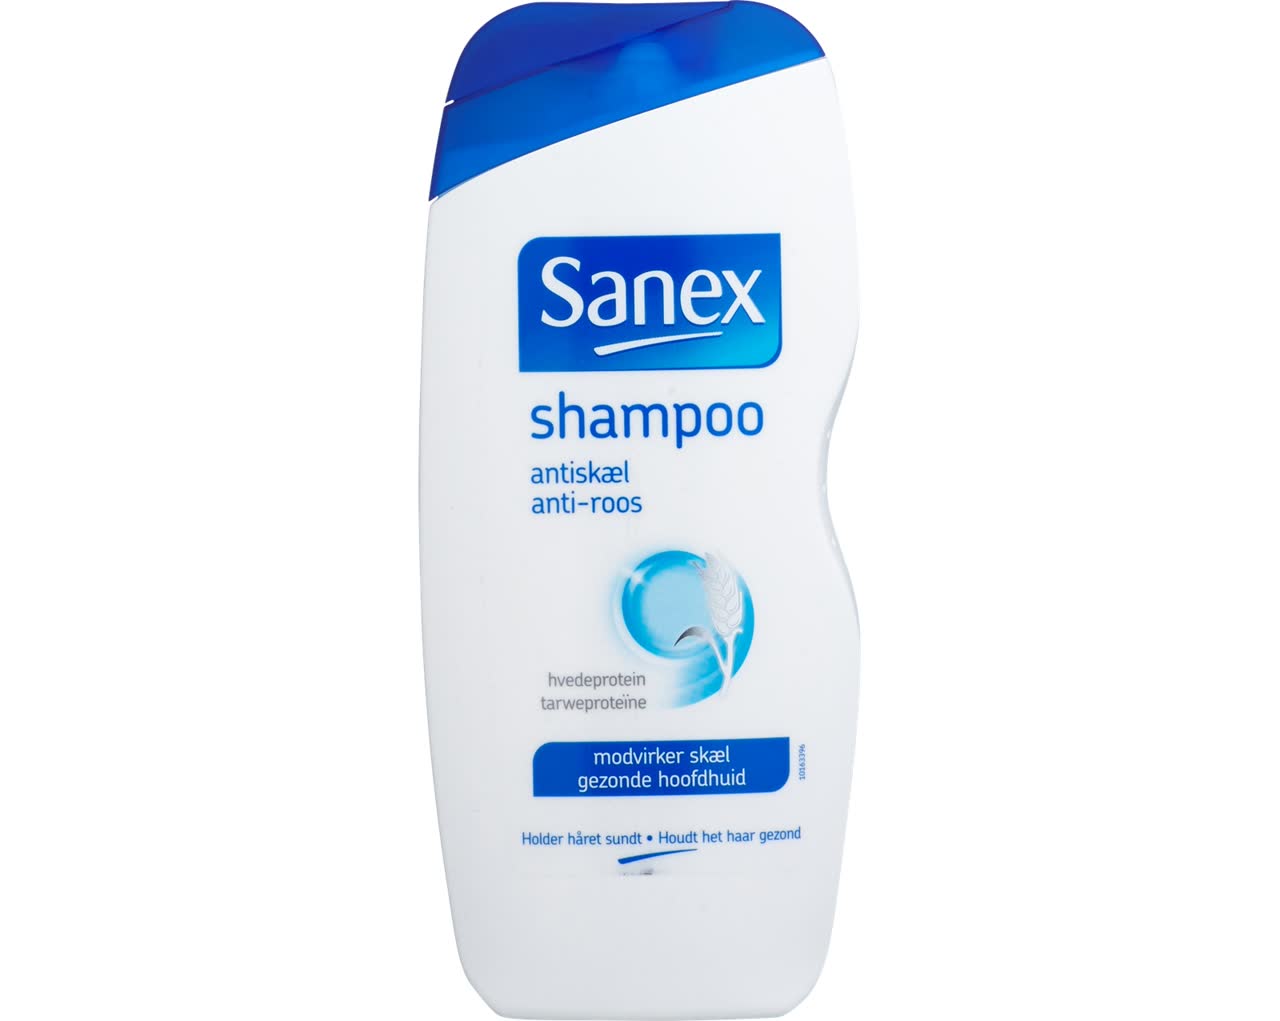 Sanex
shampoo
antiskæl
anti-roos
hvedeprotein
tarweproteïne
modvirker skæl
gezonde hoofdhuid
10163396
Holder håret sundt • Houdt het haar gezond